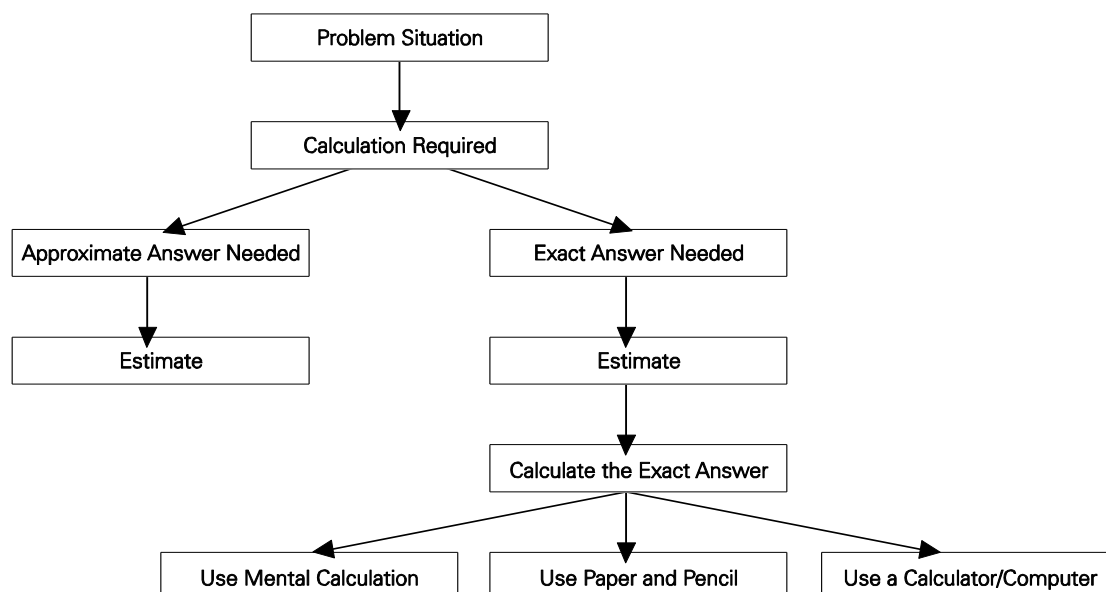 Problem Situation
Calculation Required
Approximate Answer Needed
Exact Answer Needed
Estimate
Estimate
Calculate the Exact Answer
Use Mental Calculation
Use Paper and Pencil
Use a Calculator/Computer